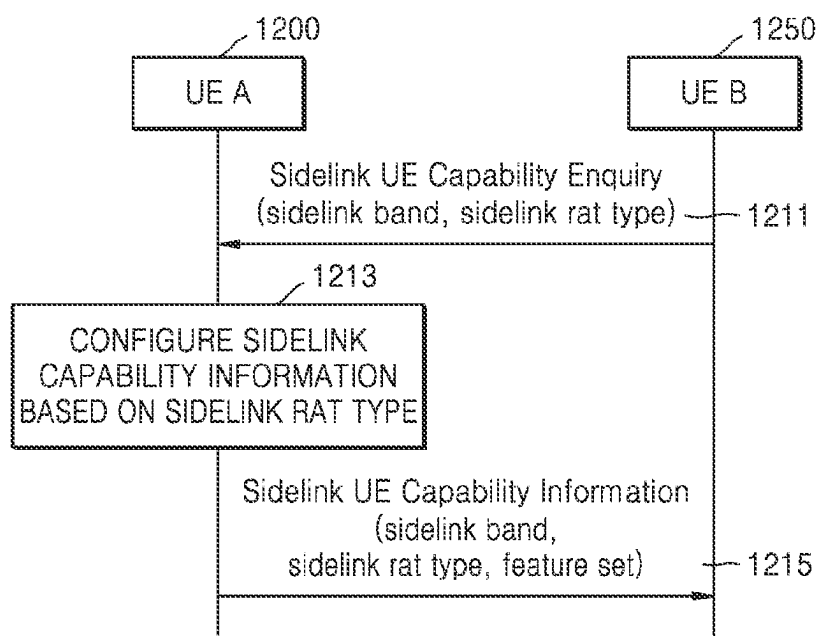 1200
1250
UE A
UE B
Sidelink UE Capability Enquiry
(sidelink band, sidelink rat type)
1211
1213
CONFIGURE SIDELINK
CAPABILITY INFORMATION
BASED ON SIDELINK RAT TYPE
Sidelink UE Capability Information
(sidelink band,
sidelink rat type, feature set)
1215